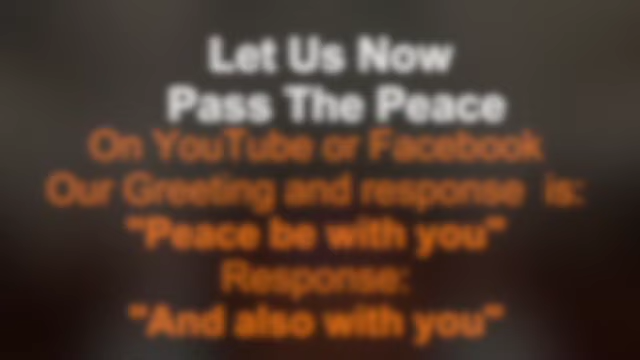 Let Us Now
Pass The Peace
On YouTube or Facebook
Our Greeting and response is:
"Peace be with you"
Response:
"And also with you"